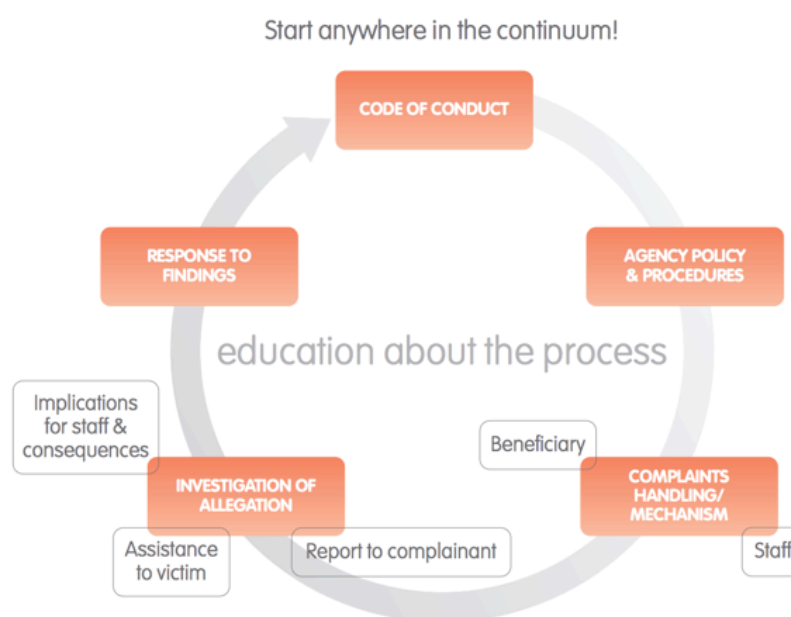 Start anywhere in the continuum!
CODE OF CONDUCT
RESPONSE TO
FINDINGS
AGENCY POLICY
& PROCEDURES
education about the process
Implications
for staff &
consequences
Beneficiary
INVESTIGATION OF
ALLEGATION
COMPLAINTS
HANDLING/
MECHANISM
Assistance
to victim
Report to complainant
Staff